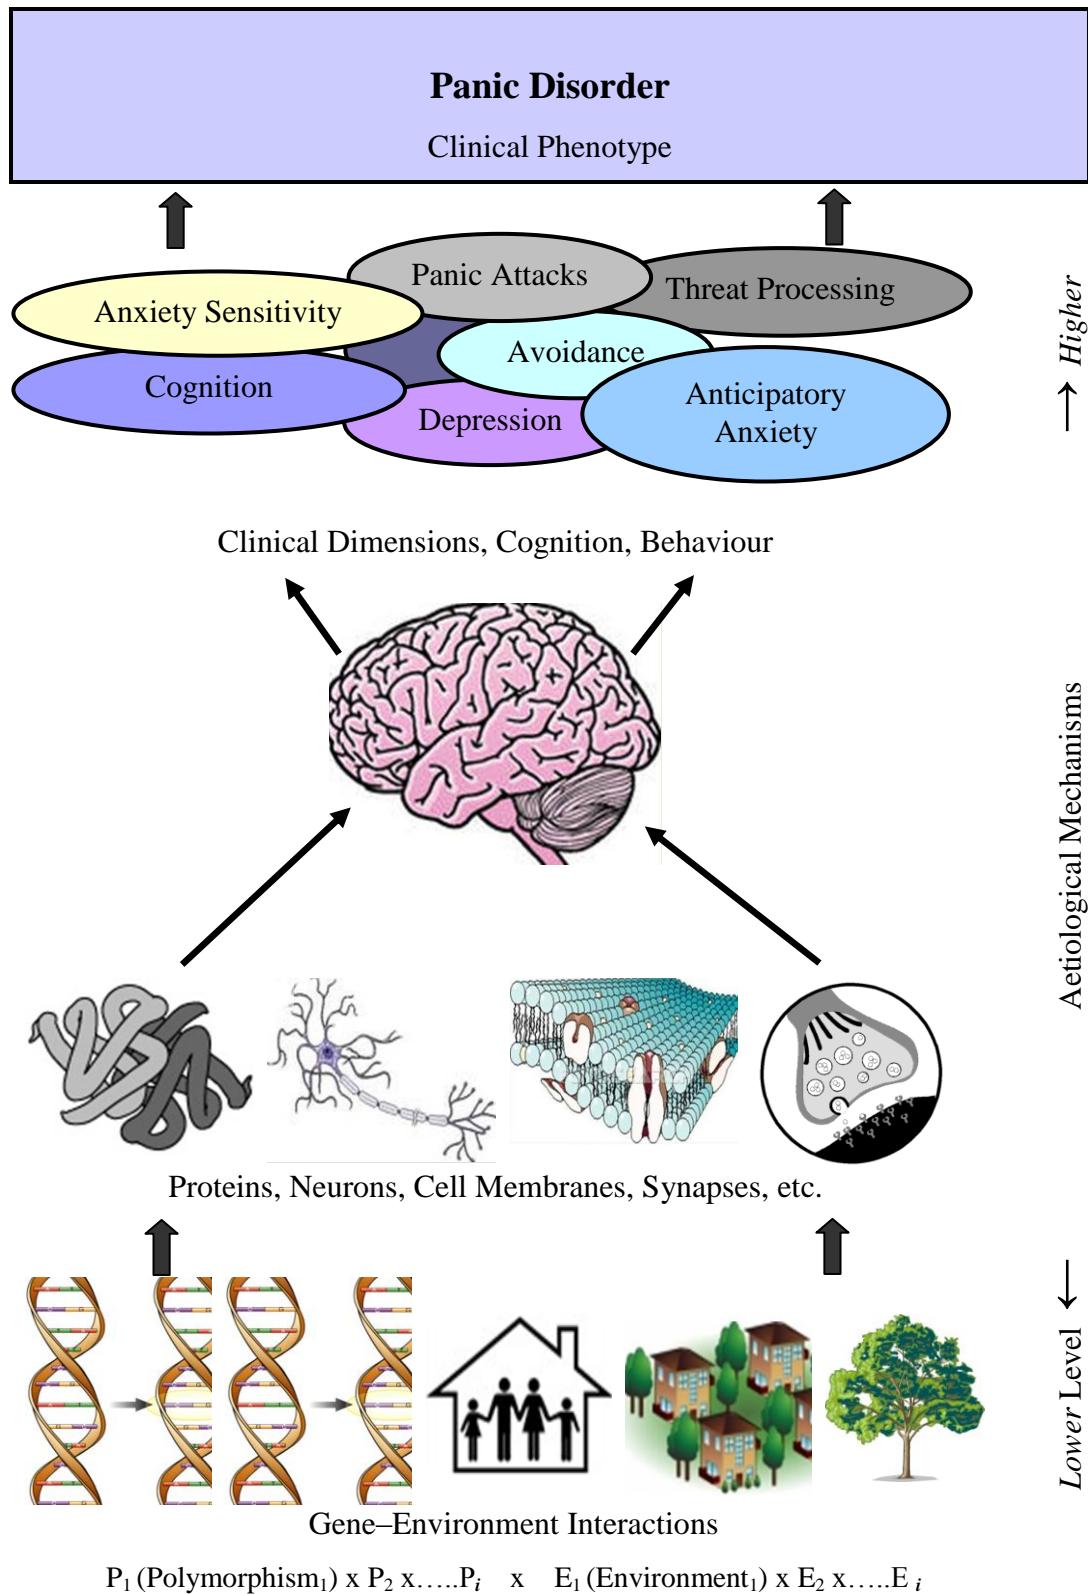 Panic Disorder
Clinical Phenotype
Panic Attacks
Threat Processing
Anxiety Sensitivity
Avoidance
Cognition
Anticipatory
Anxiety
Depression
Higher
Clinical Dimensions, Cognition, Behaviour
Aetiological Mechanisms
Proteins, Neurons, Cell Membranes, Synapses, etc.
Lower Level
Gene–Environment Interactions
P₁ (Polymorphism₁) x P₂ x…..Pᵢ x E₁ (Environment₁) x E₂ x…..E ᵢ